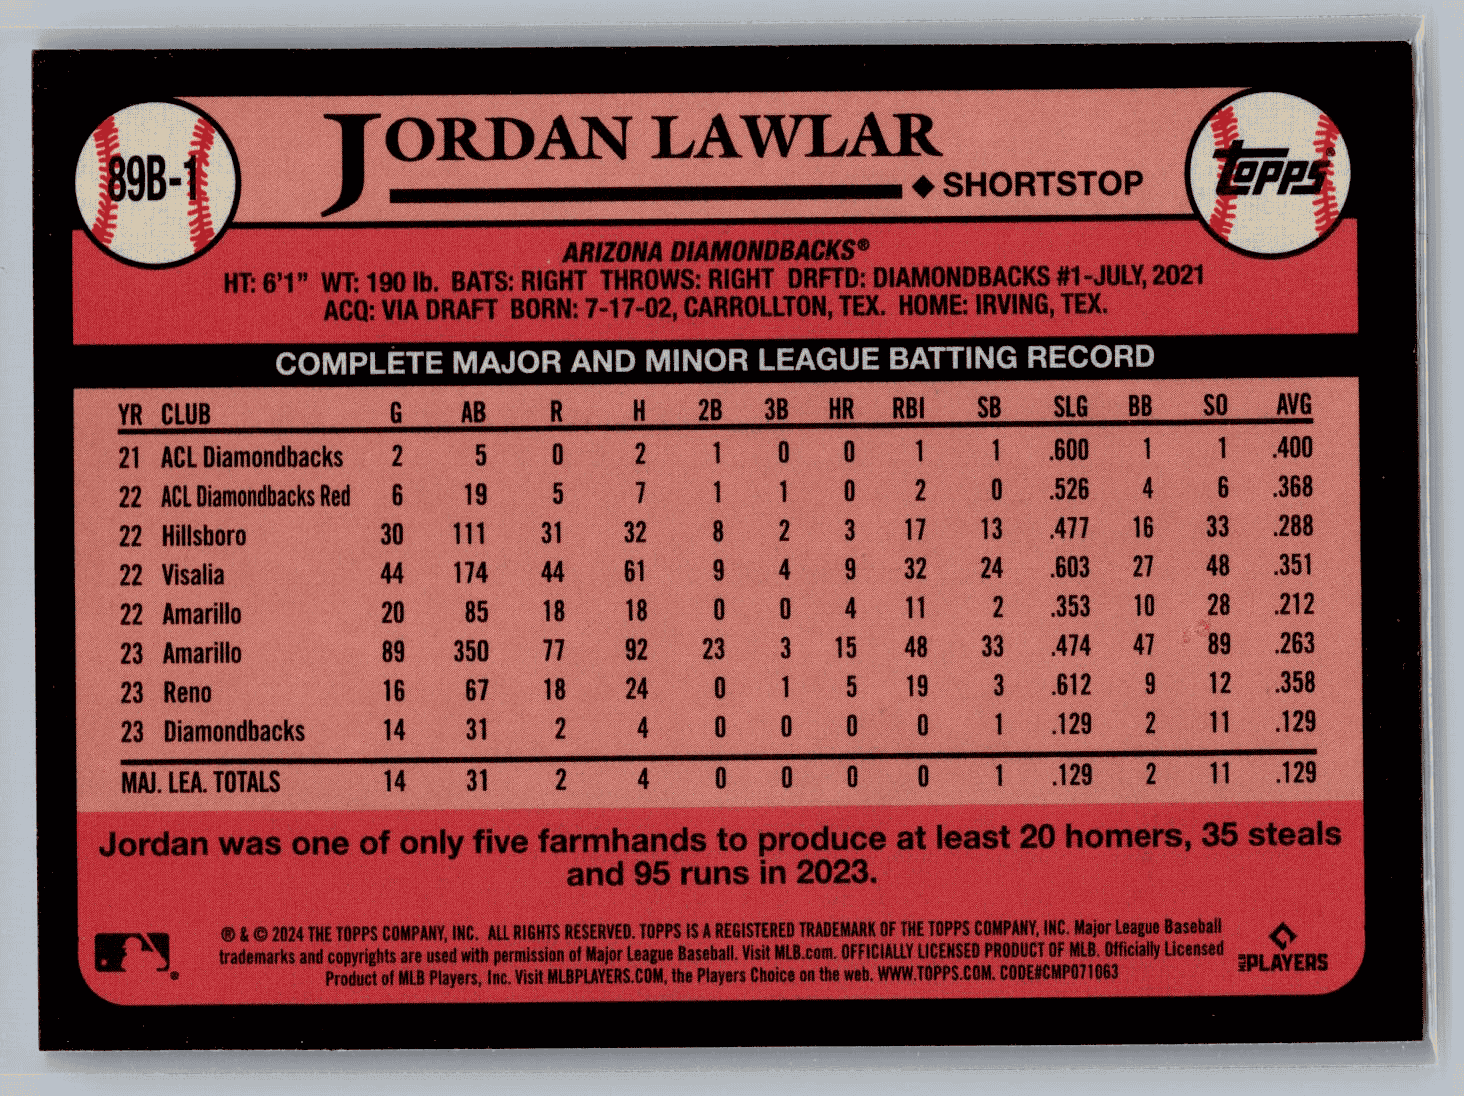 89B-1
JORDAN LAWLAR
◆ SHORTSTOP
TOPPS®
ARIZONA DIAMONDBACKS®
HT: 6'1" WT: 190 lb. BATS: RIGHT THROWS: RIGHT DRFTD: DIAMONDBACKS #1-JULY, 2021
ACQ: VIA DRAFT BORN: 7-17-02, CARROLLTON, TEX. HOME: IRVING, TEX.
COMPLETE MAJOR AND MINOR LEAGUE BATTING RECORD
YR CLUB G AB R H 2B 3B HR RBI SB SLG BB SO AVG
21 ACL Diamondbacks 2 5 0 2 1 0 0 1 1 .600 1 1 .400
22 ACL Diamondbacks Red 6 19 5 7 1 1 0 2 0 .526 4 6 .368
22 Hillsboro 30 111 31 32 8 2 3 17 13 .477 16 33 .288
22 Visalia 44 174 44 61 9 4 9 32 24 .603 27 48 .351
22 Amarillo 20 85 18 18 0 0 4 11 2 .353 10 28 .212
23 Amarillo 89 350 77 92 23 3 15 48 33 .474 47 89 .263
23 Reno 16 67 18 24 0 1 5 19 3 .612 9 12 .358
23 Diamondbacks 14 31 2 4 0 0 0 0 1 .129 2 11 .129
MAJ. LEA. TOTALS 14 31 2 4 0 0 0 0 1 .129 2 11 .129
Jordan was one of only five farmhands to produce at least 20 homers, 35 steals
and 95 runs in 2023.
® & © 2024 THE TOPPS COMPANY, INC. ALL RIGHTS RESERVED. TOPPS IS A REGISTERED TRADEMARK OF THE TOPPS COMPANY, INC. Major League Baseball
trademarks and copyrights are used with permission of Major League Baseball. Visit MLB.com. OFFICIALLY LICENSED PRODUCT OF MLB. Officially Licensed
Product of MLB Players, Inc. Visit MLBPLAYERS.COM, the Players Choice on the web. WWW.TOPPS.COM. CODE#CMP071063
®
MLB PLAYERS